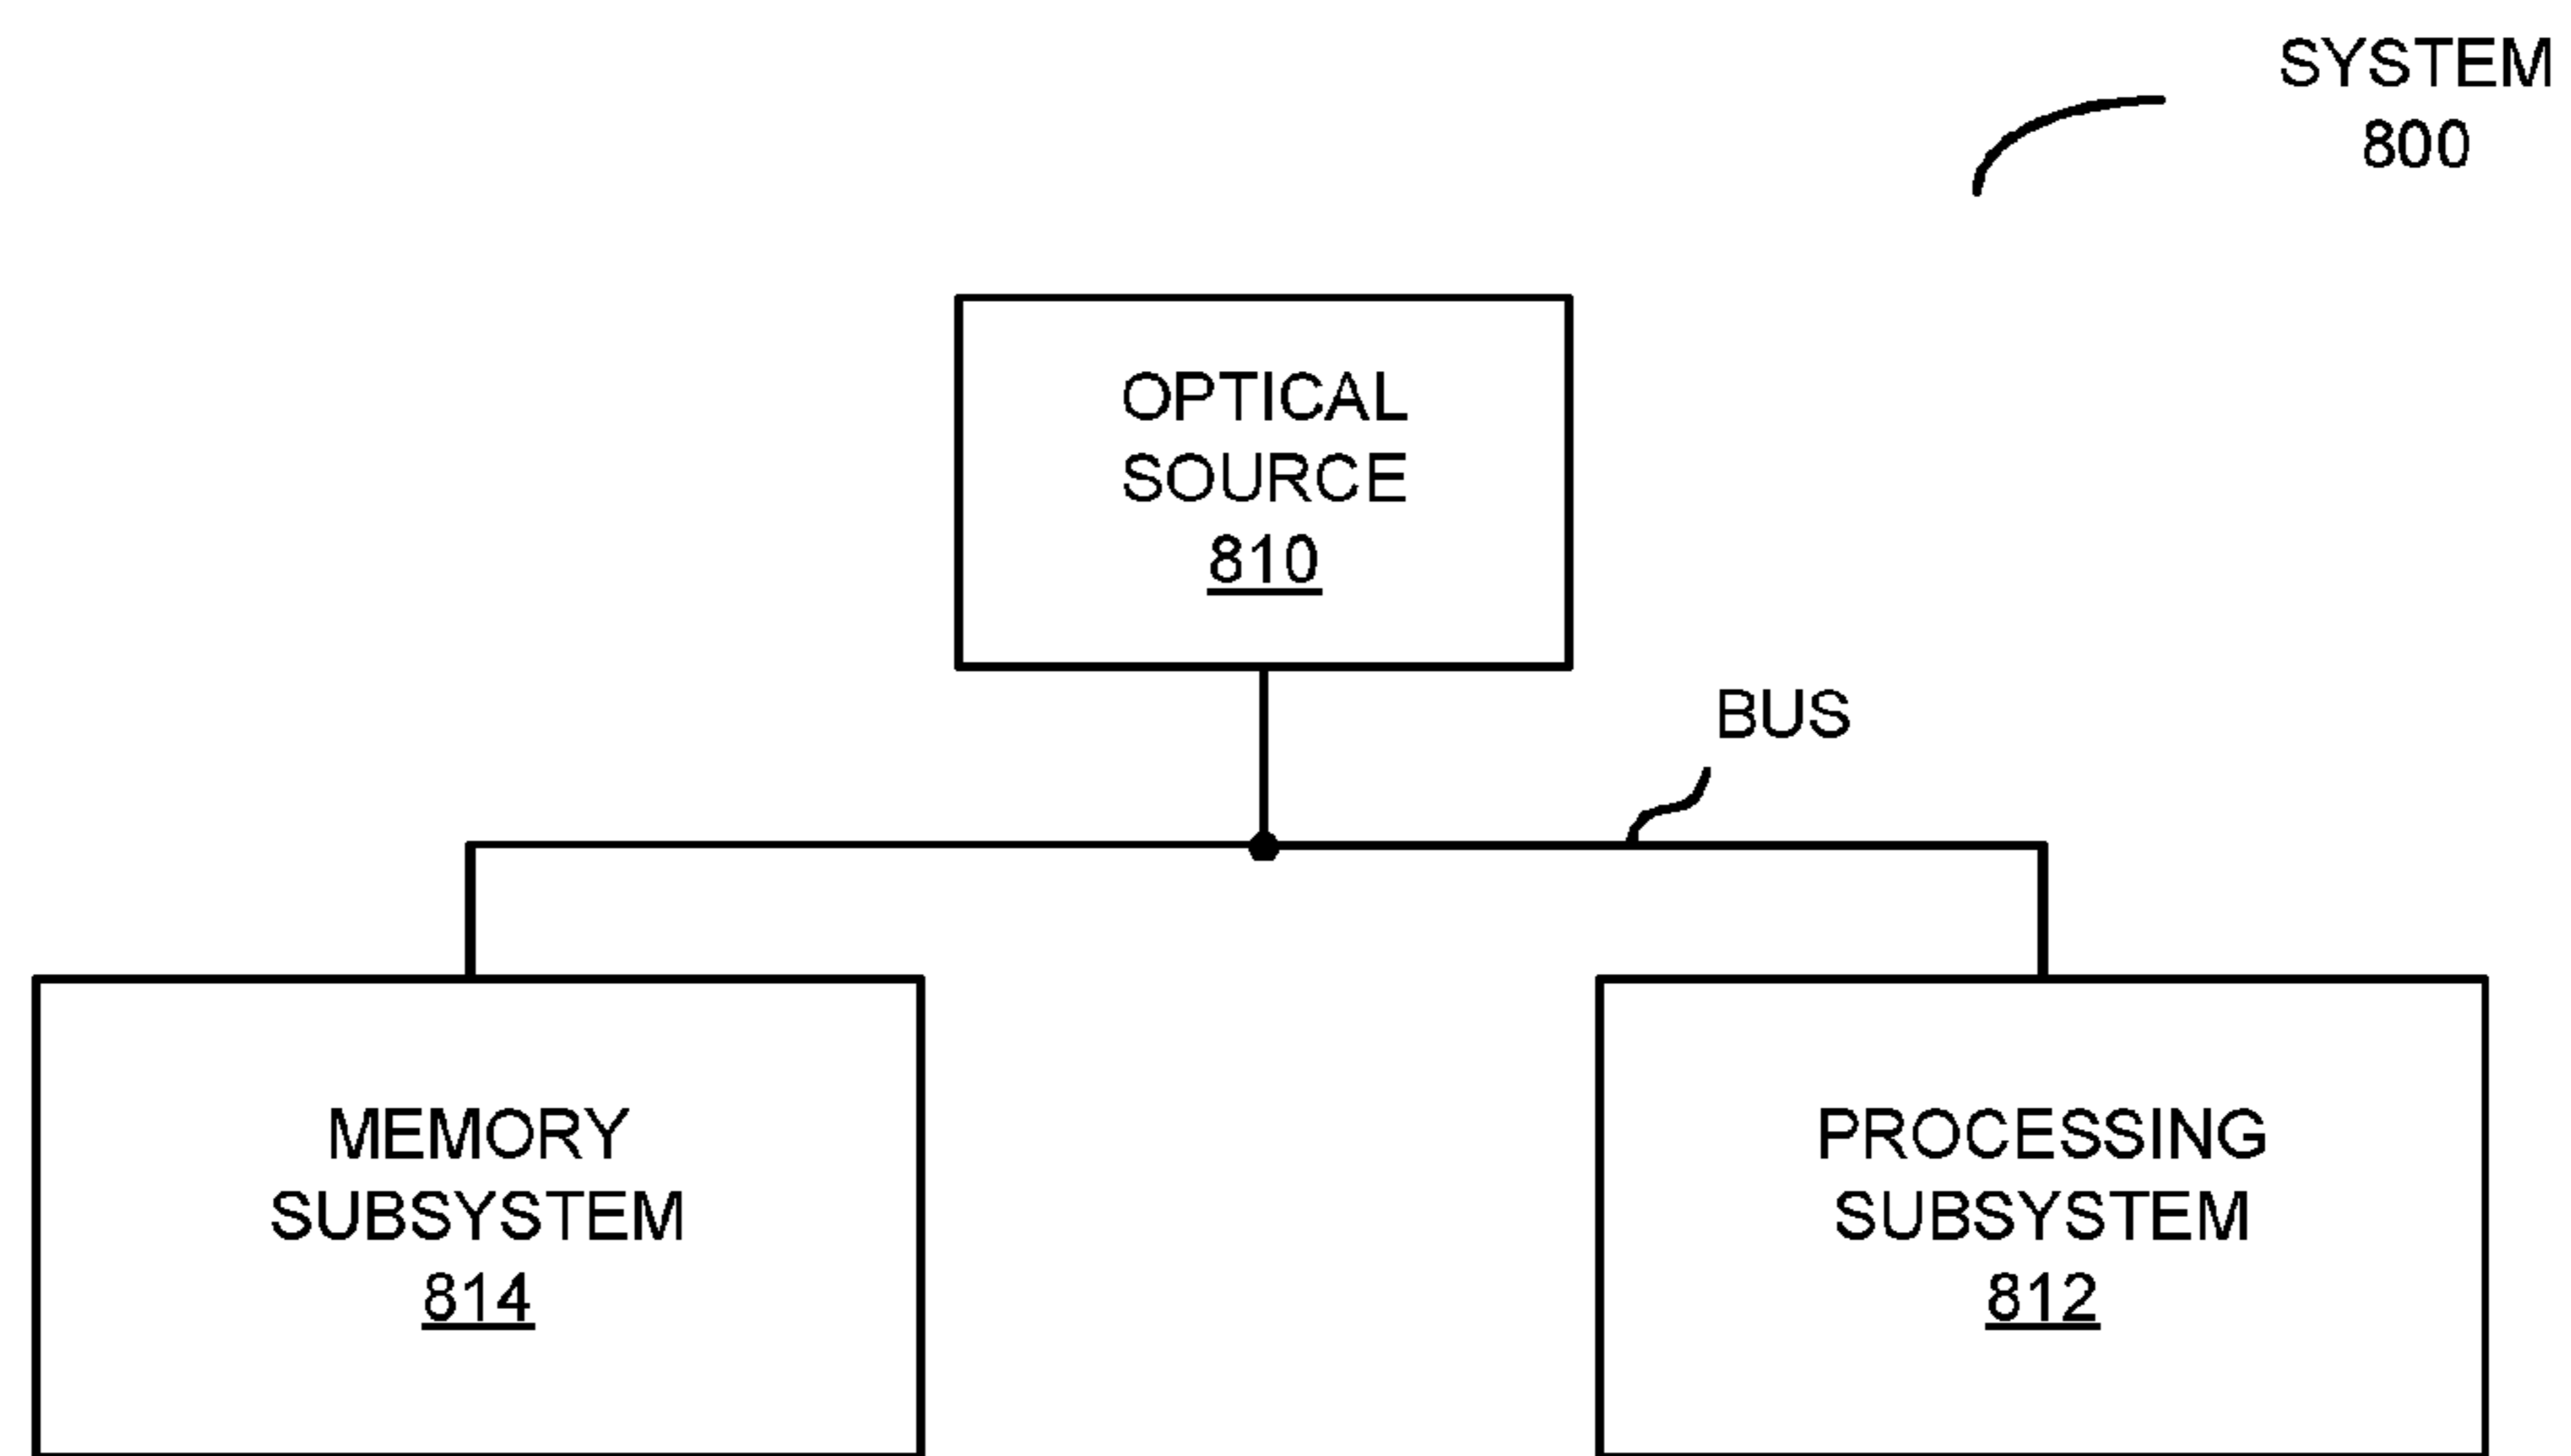 SYSTEM
800
OPTICAL
SOURCE
810
BUS
MEMORY
SUBSYSTEM
814
PROCESSING
SUBSYSTEM
812